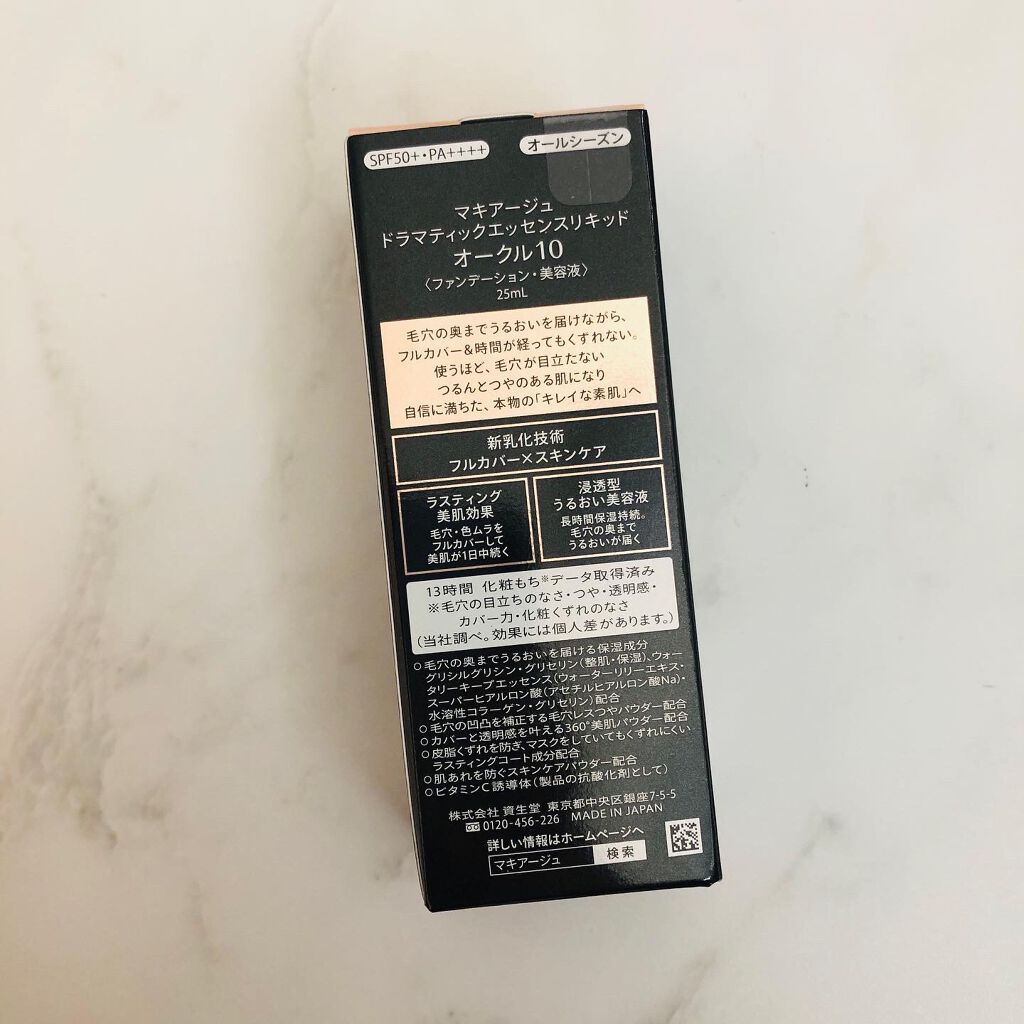 SPF50+・PA++++
オールシーズン
マキアージュ
ドラマティックエッセンスリキッド
オークル10
〈ファンデーション・美容液〉
25mL
毛穴の奥までうるおいを届けながら、
フルカバー&時間が経ってもくずれない。
使うほど、毛穴が目立たない
つるんとつやのある肌になり
自信に満ちた、本物の「キレイな素肌」へ
新乳化技術
フルカバー×スキンケア
ラスティング
美肌効果
毛穴・色ムラを
フルカバーして
美肌が1日中続く
浸透型
うるおい美容液
長時間保湿持続。
毛穴の奥まで
うるおいが届く
13時間 化粧もち※データ取得済み
※毛穴の目立ちのなさ・つや・透明感・
カバー力・化粧くずれのなさ
(当社調べ。効果には個人差があります。)
○毛穴の奥までうるおいを届ける保湿成分
グリシルグリシン・グリセリン(整肌・保湿)、ウォー
タリーキープエッセンス(ウォーターリリーエキス・
スーパーヒアルロン酸(アセチルヒアルロン酸Na)・
水溶性コラーゲン・グリセリン)配合
○毛穴の凹凸を補正する毛穴レスつやパウダー配合
○カバーと透明感を叶える360°美肌パウダー配合
○皮脂くずれを防ぎ、マスクをしていてもくずれにくい
ラスティングコート成分配合
○肌あれを防ぐスキンケアパウダー配合
○ビタミンC誘導体(製品の抗酸化剤として)
株式会社 資生堂 東京都中央区銀座7-5-5
0120-456-226 MADE IN JAPAN
詳しい情報はホームページへ
マキアージュ 検索